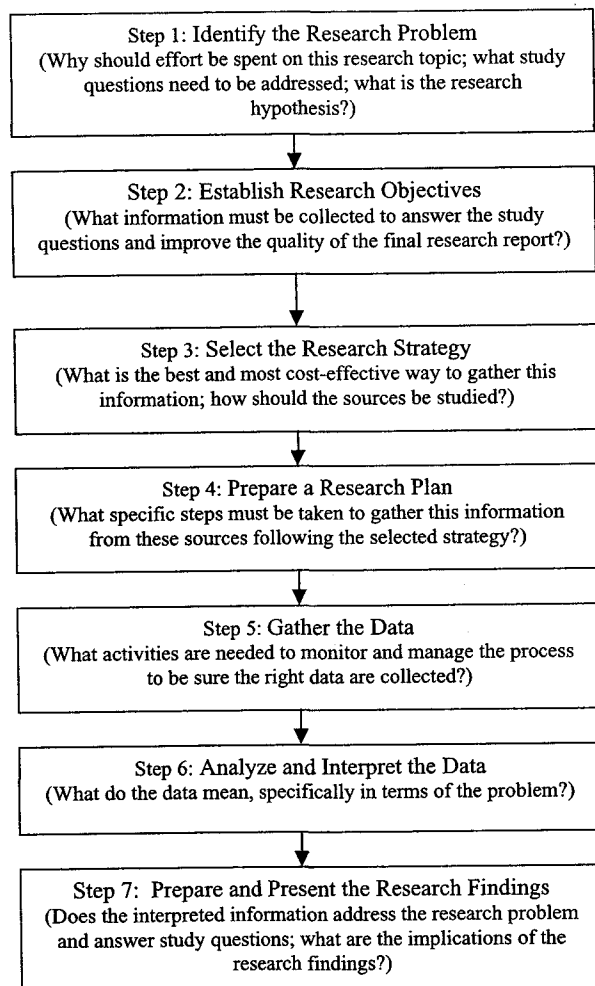 Step 1: Identify the Research Problem
(Why should effort be spent on this research topic; what study
questions need to be addressed; what is the research
hypothesis?)
Step 2: Establish Research Objectives
(What information must be collected to answer the study
questions and improve the quality of the final research report?)
Step 3: Select the Research Strategy
(What is the best and most cost-effective way to gather this
information; how should the sources be studied?)
Step 4: Prepare a Research Plan
(What specific steps must be taken to gather this information
from these sources following the selected strategy?)
Step 5: Gather the Data
(What activities are needed to monitor and manage the process
to be sure the right data are collected?)
Step 6: Analyze and Interpret the Data
(What do the data mean, specifically in terms of the problem?)
Step 7: Prepare and Present the Research Findings
(Does the interpreted information address the research problem
and answer study questions; what are the implications of the
research findings?)